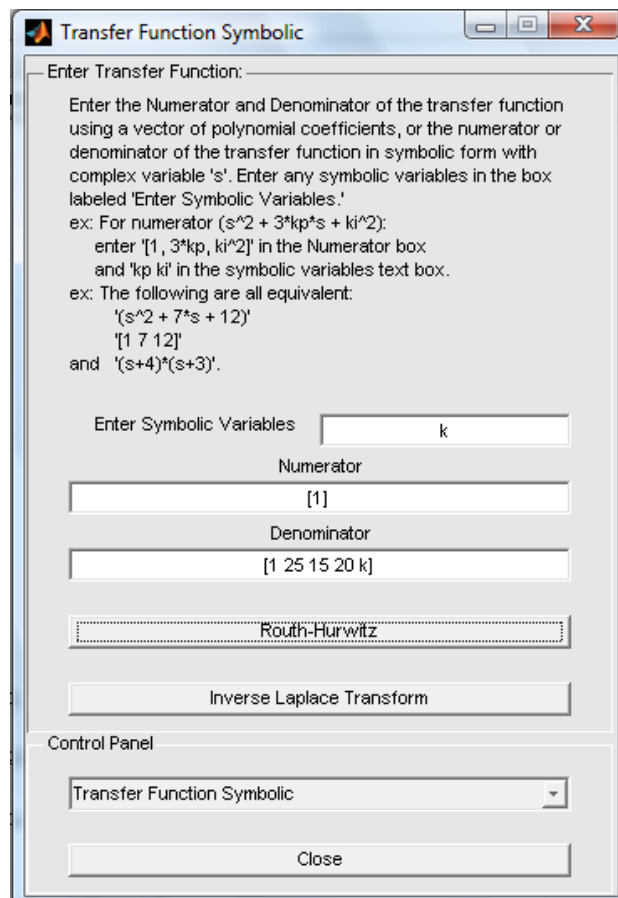 Transfer Function Symbolic
Enter Transfer Function:
Enter the Numerator and Denominator of the transfer function
using a vector of polynomial coefficients, or the numerator or
denominator of the transfer function in symbolic form with
complex variable 's'. Enter any symbolic variables in the box
labeled 'Enter Symbolic Variables.'
ex: For numerator (s^2 + 3*kp*s + ki^2):
enter '[1, 3*kp, ki^2]' in the Numerator box
and 'kp ki' in the symbolic variables text box.
ex: The following are all equivalent:
'(s^2 + 7*s + 12)'
'[1 7 12]'
and '(s+4)*(s+3)'.
Enter Symbolic Variables k
Numerator
[1]
Denominator
[1 25 15 20 k]
Routh-Hurwitz
Inverse Laplace Transform
Control Panel
Transfer Function Symbolic
Close